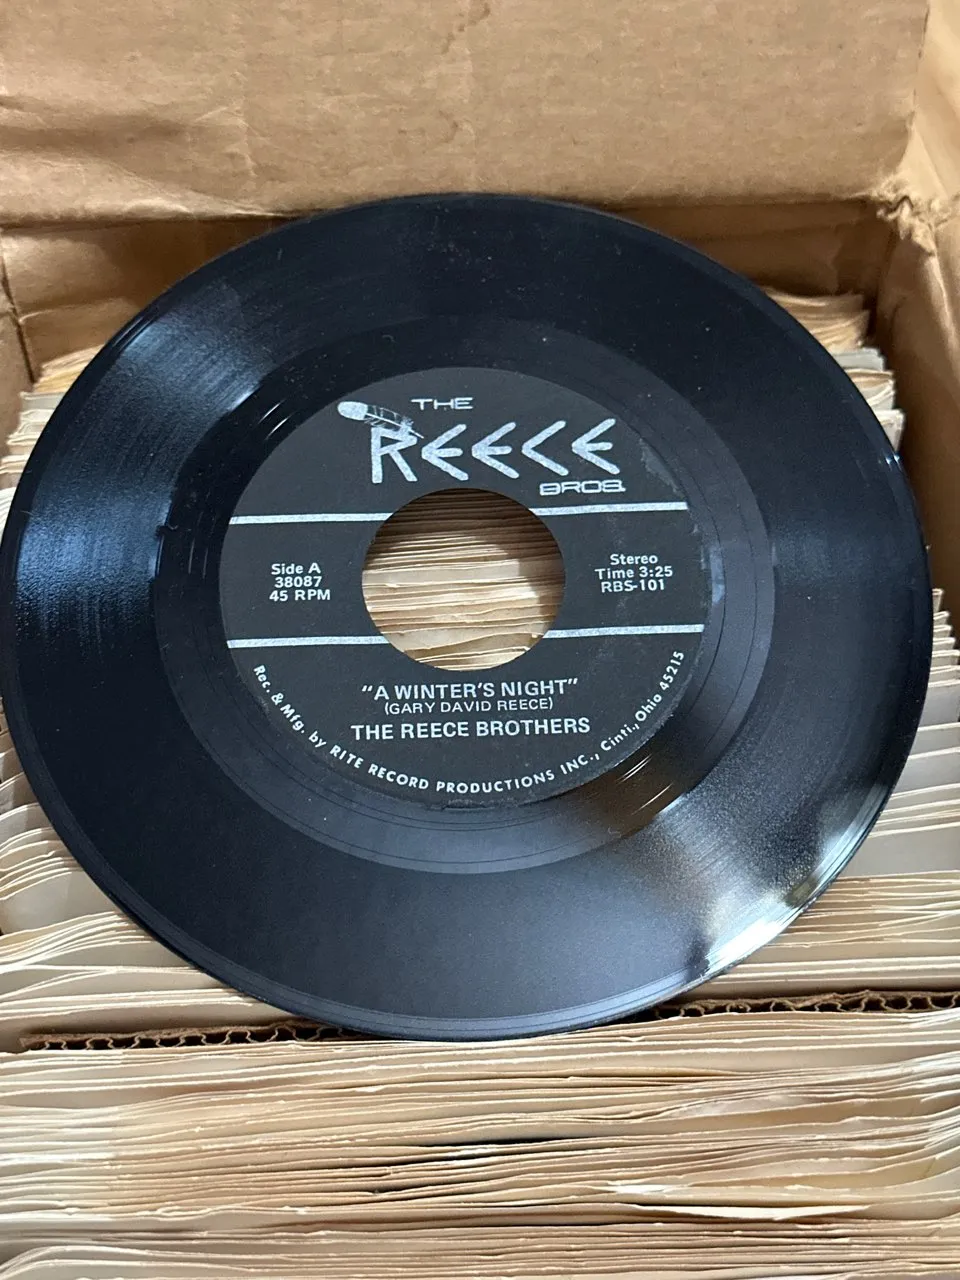 THE
REECE
BROS.
Side A
38087
45 RPM
Stereo
Time 3:25
RBS-101
"A WINTER'S NIGHT"
(GARY DAVID REECE)
THE REECE BROTHERS
Rec. & Mfg. by RITE RECORD PRODUCTIONS INC., Cinti., Ohio 45215